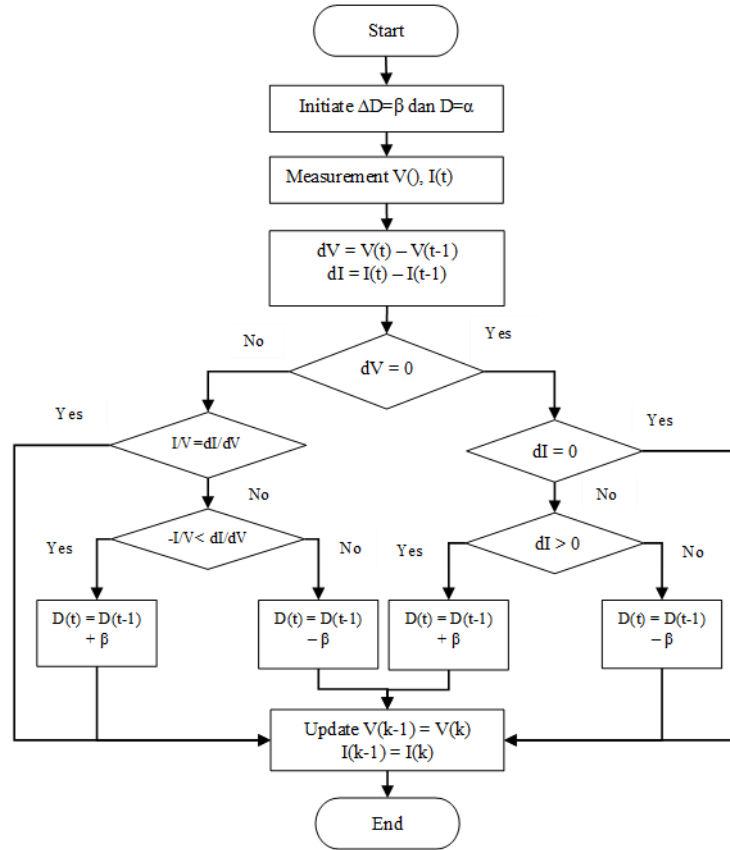 Start
Initiate ΔD=β dan D=α
Measurement V(), I(t)
dV = V(t) – V(t-1)
dI = I(t) – I(t-1)
No
Yes
dV = 0
Yes
I/V=dI/dV
dI = 0
Yes
No
No
Yes
-I/V< dI/dV
No
Yes
dI > 0
No
D(t) = D(t-1)
+ β
D(t) = D(t-1)
– β
D(t) = D(t-1)
+ β
D(t) = D(t-1)
– β
Update V(k-1) = V(k)
I(k-1) = I(k)
End